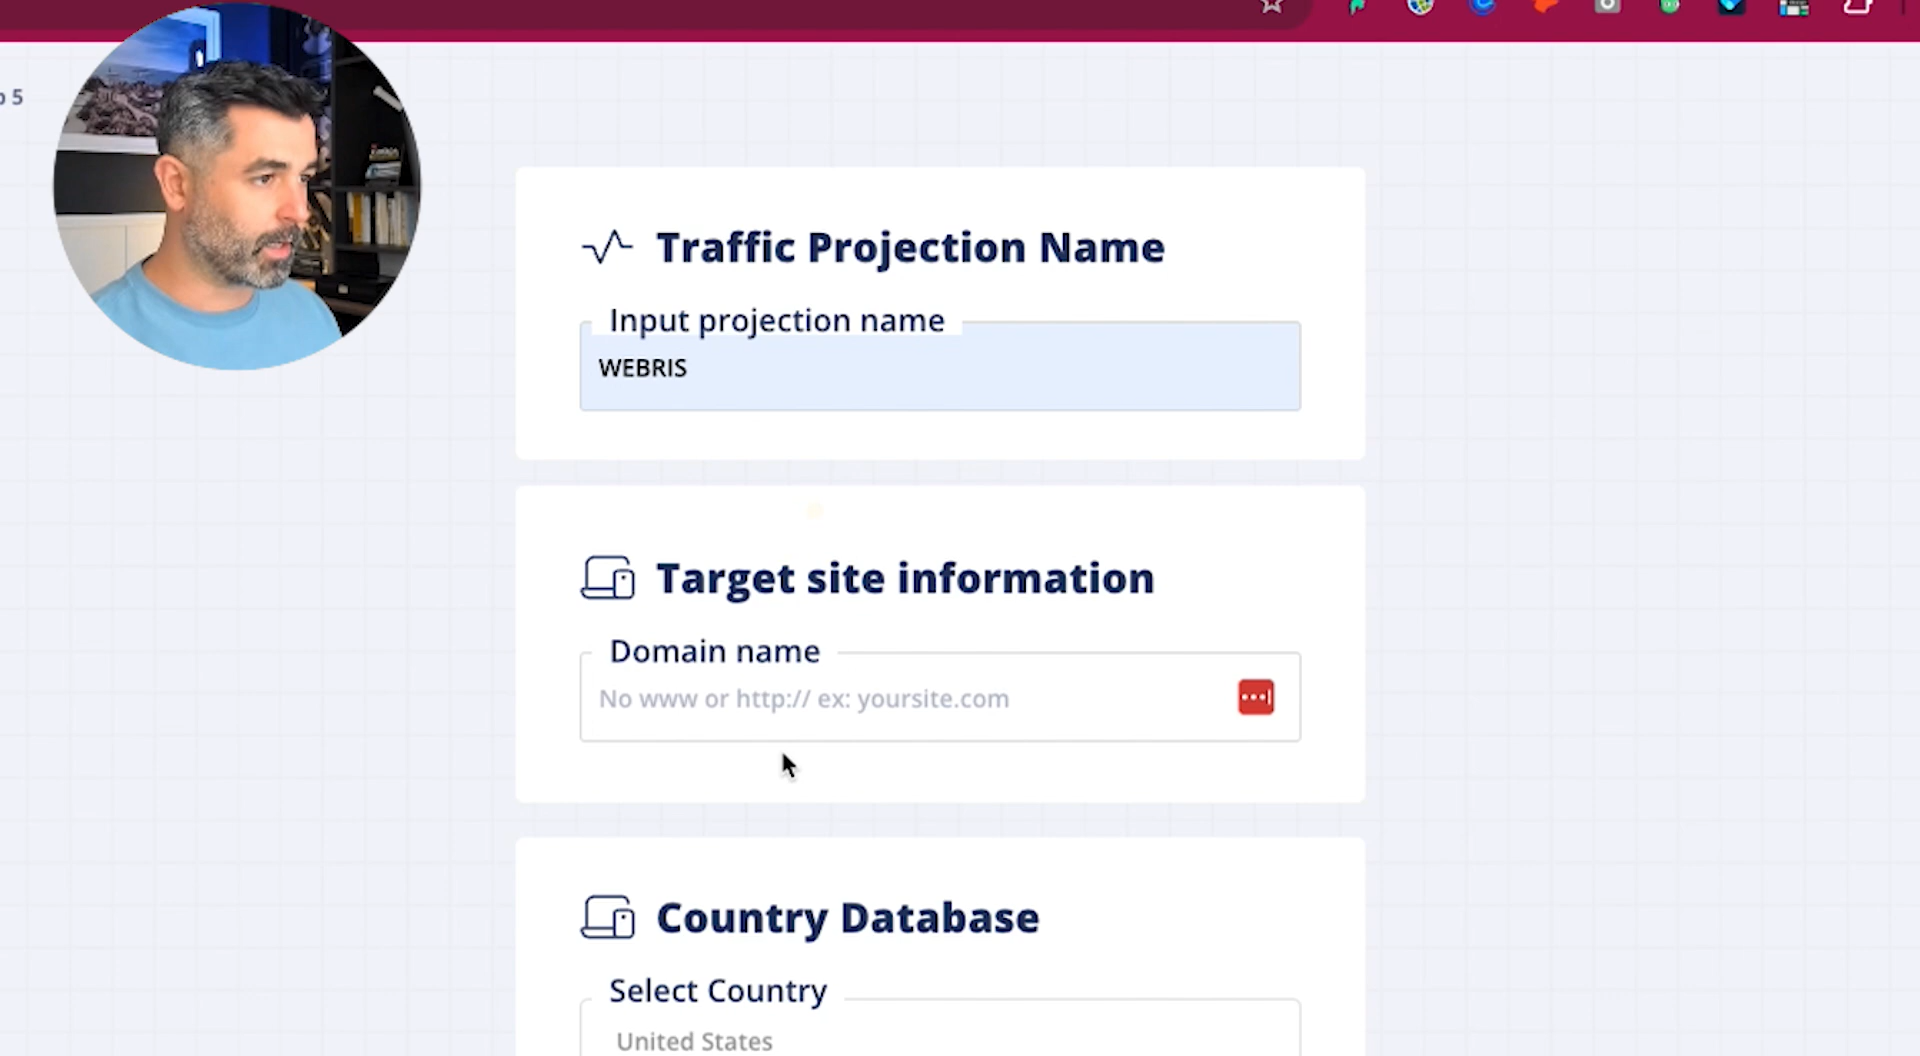 5
Traffic Projection Name
Input projection name
WEBRIS
Target site information
Domain name
No www or http:// ex: yoursite.com
Country Database
Select Country
United States